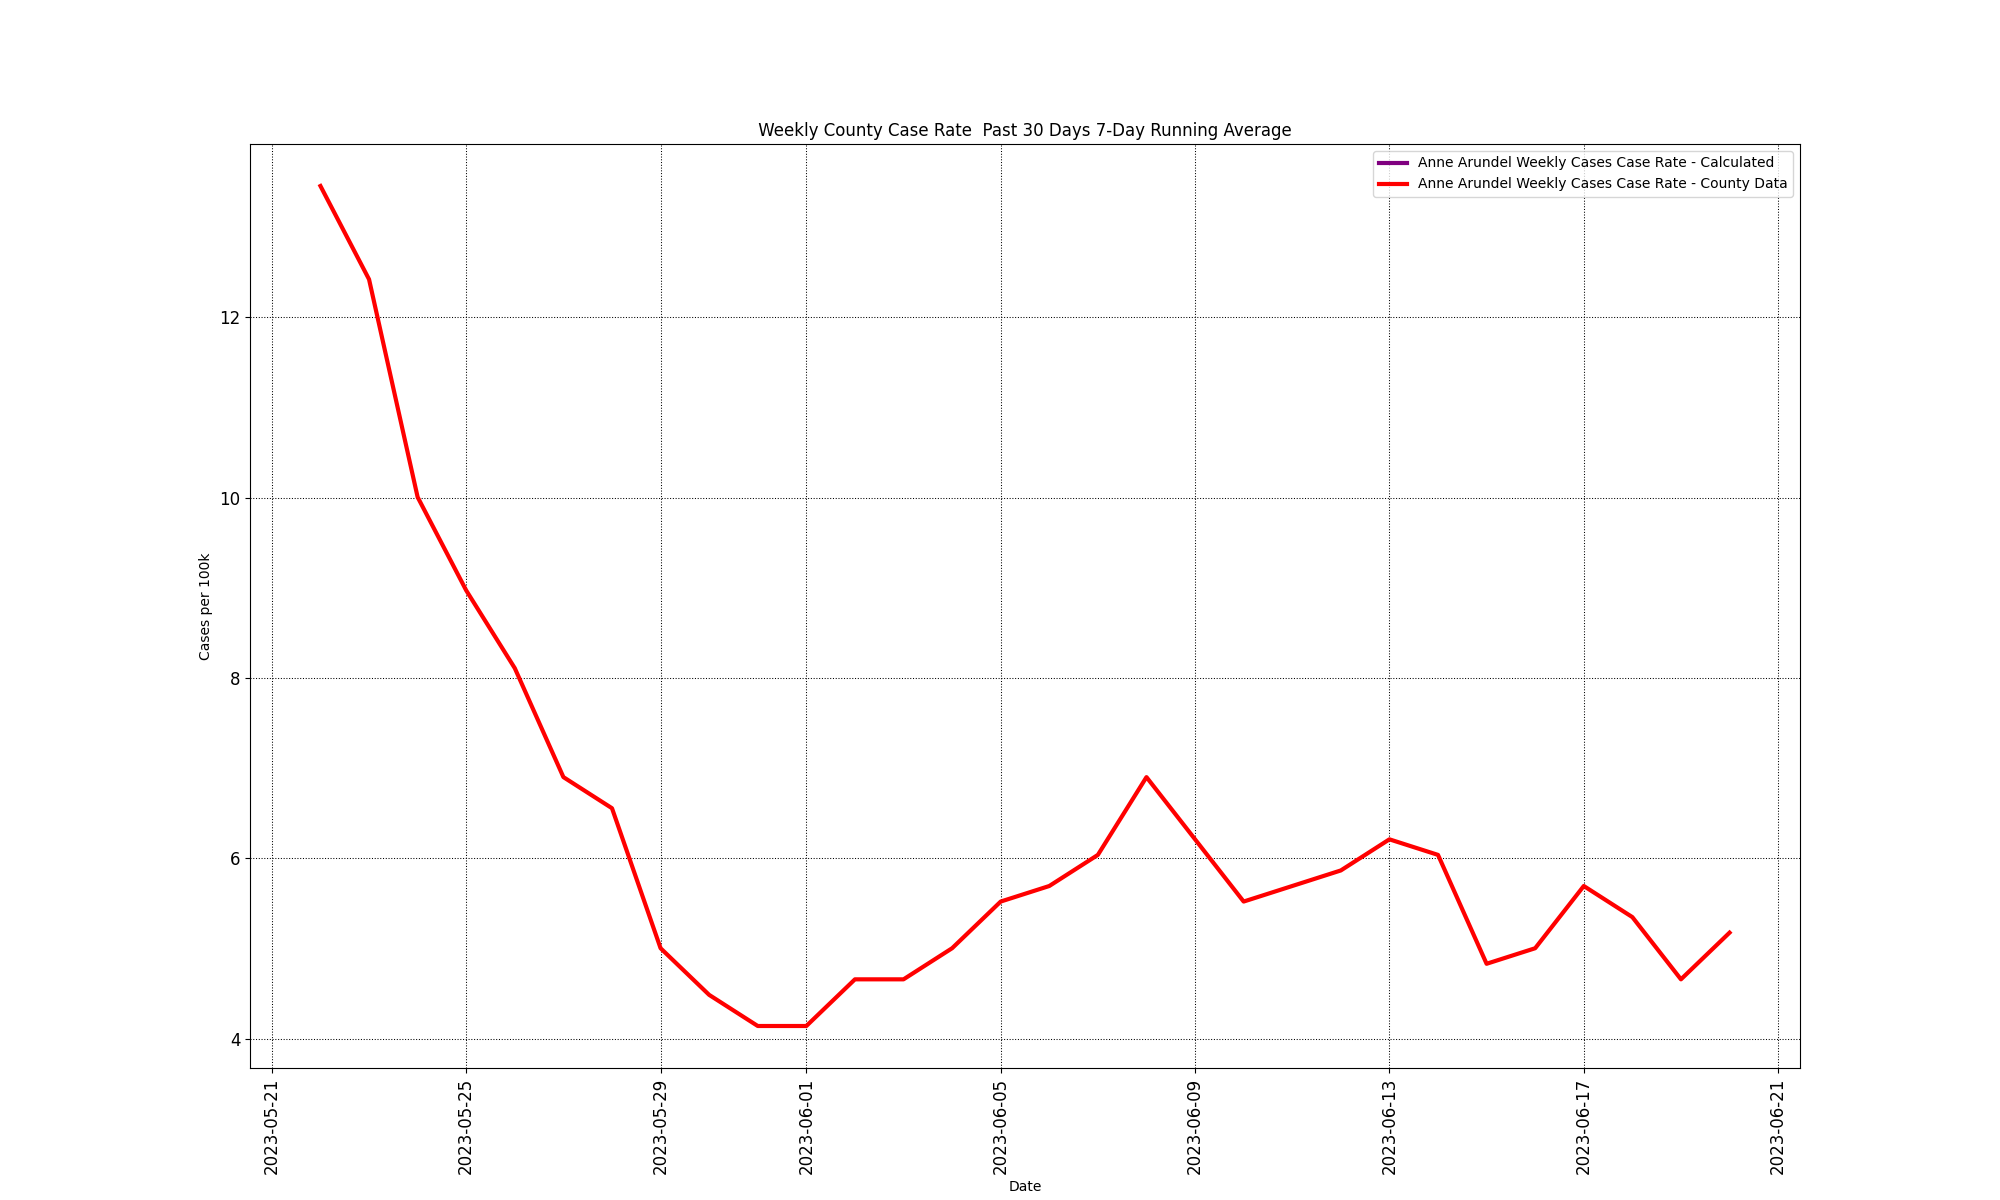 Weekly County Case Rate  Past 30 Days 7-Day Running Average
Anne Arundel Weekly Cases Case Rate - Calculated
Anne Arundel Weekly Cases Case Rate - County Data
12
10
8
6
4
Cases per 100k
2023-05-21
2023-05-25
2023-05-29
2023-06-01
2023-06-05
2023-06-09
2023-06-13
2023-06-17
2023-06-21
Date